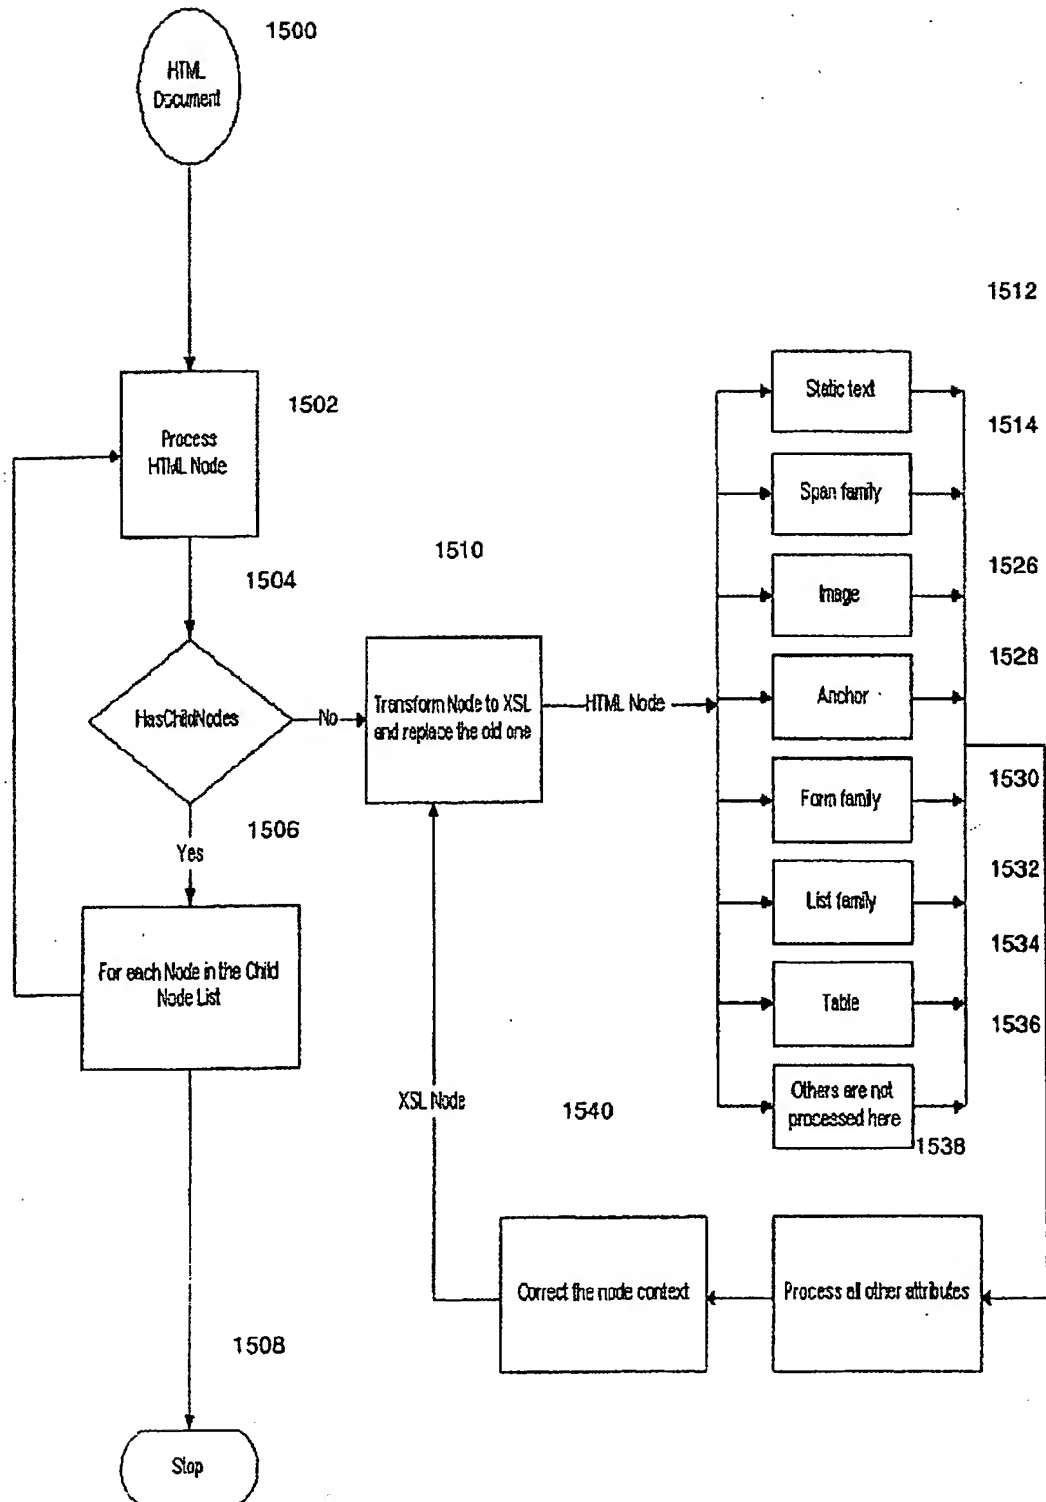 1500
HTML
Document
1502
Process
HTML Node
1504
HasChildNodes
No
1506
Yes
For each Node in the Child
Node List
1508
Stop
1510
Transform Node to XSL
and replace the old one
HTML Node
1512
Static text
1514
Span family
1526
Image
1528
Anchor
1530
Form family
1532
List family
1534
Table
1536
Others are not
processed here
1538
Process all other attributes
1540
Correct the node context
XSL Node